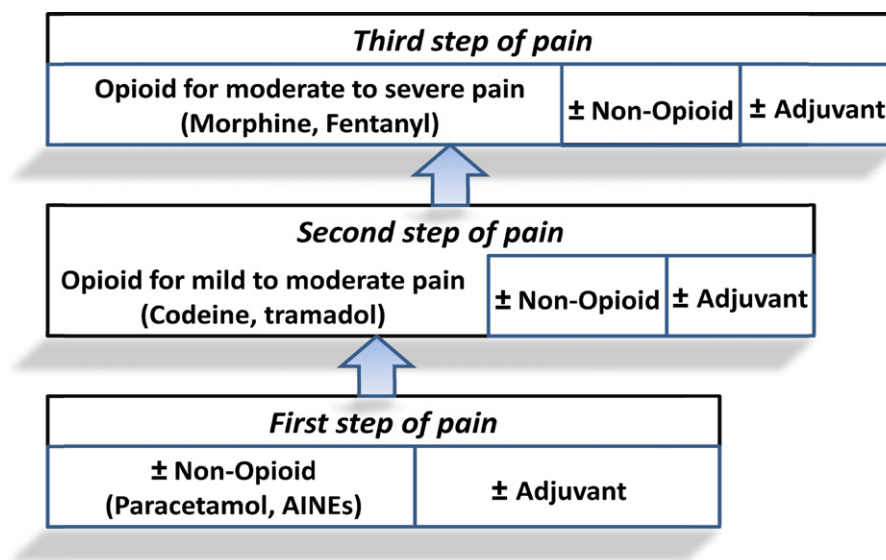 Third step of pain
Opioid for moderate to severe pain
(Morphine, Fentanyl)
± Non-Opioid
± Adjuvant
Second step of pain
Opioid for mild to moderate pain
(Codeine, tramadol)
± Non-Opioid
± Adjuvant
First step of pain
± Non-Opioid
(Paracetamol, AINEs)
± Adjuvant